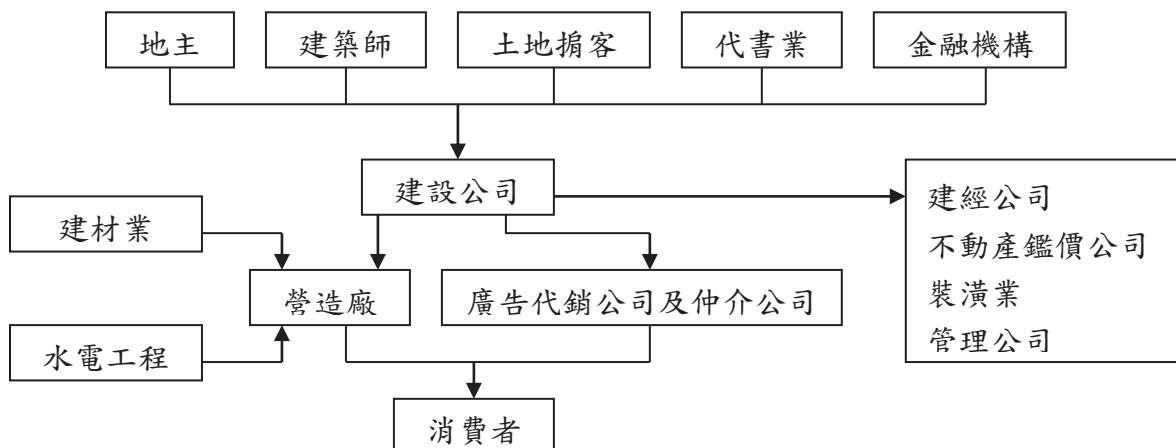 地主
建築師
土地掮客
代書業
金融機構
建設公司
建材業
營造廠
廣告代銷公司及仲介公司
水電工程
建經公司
不動產鑑價公司
裝潢業
管理公司
消費者